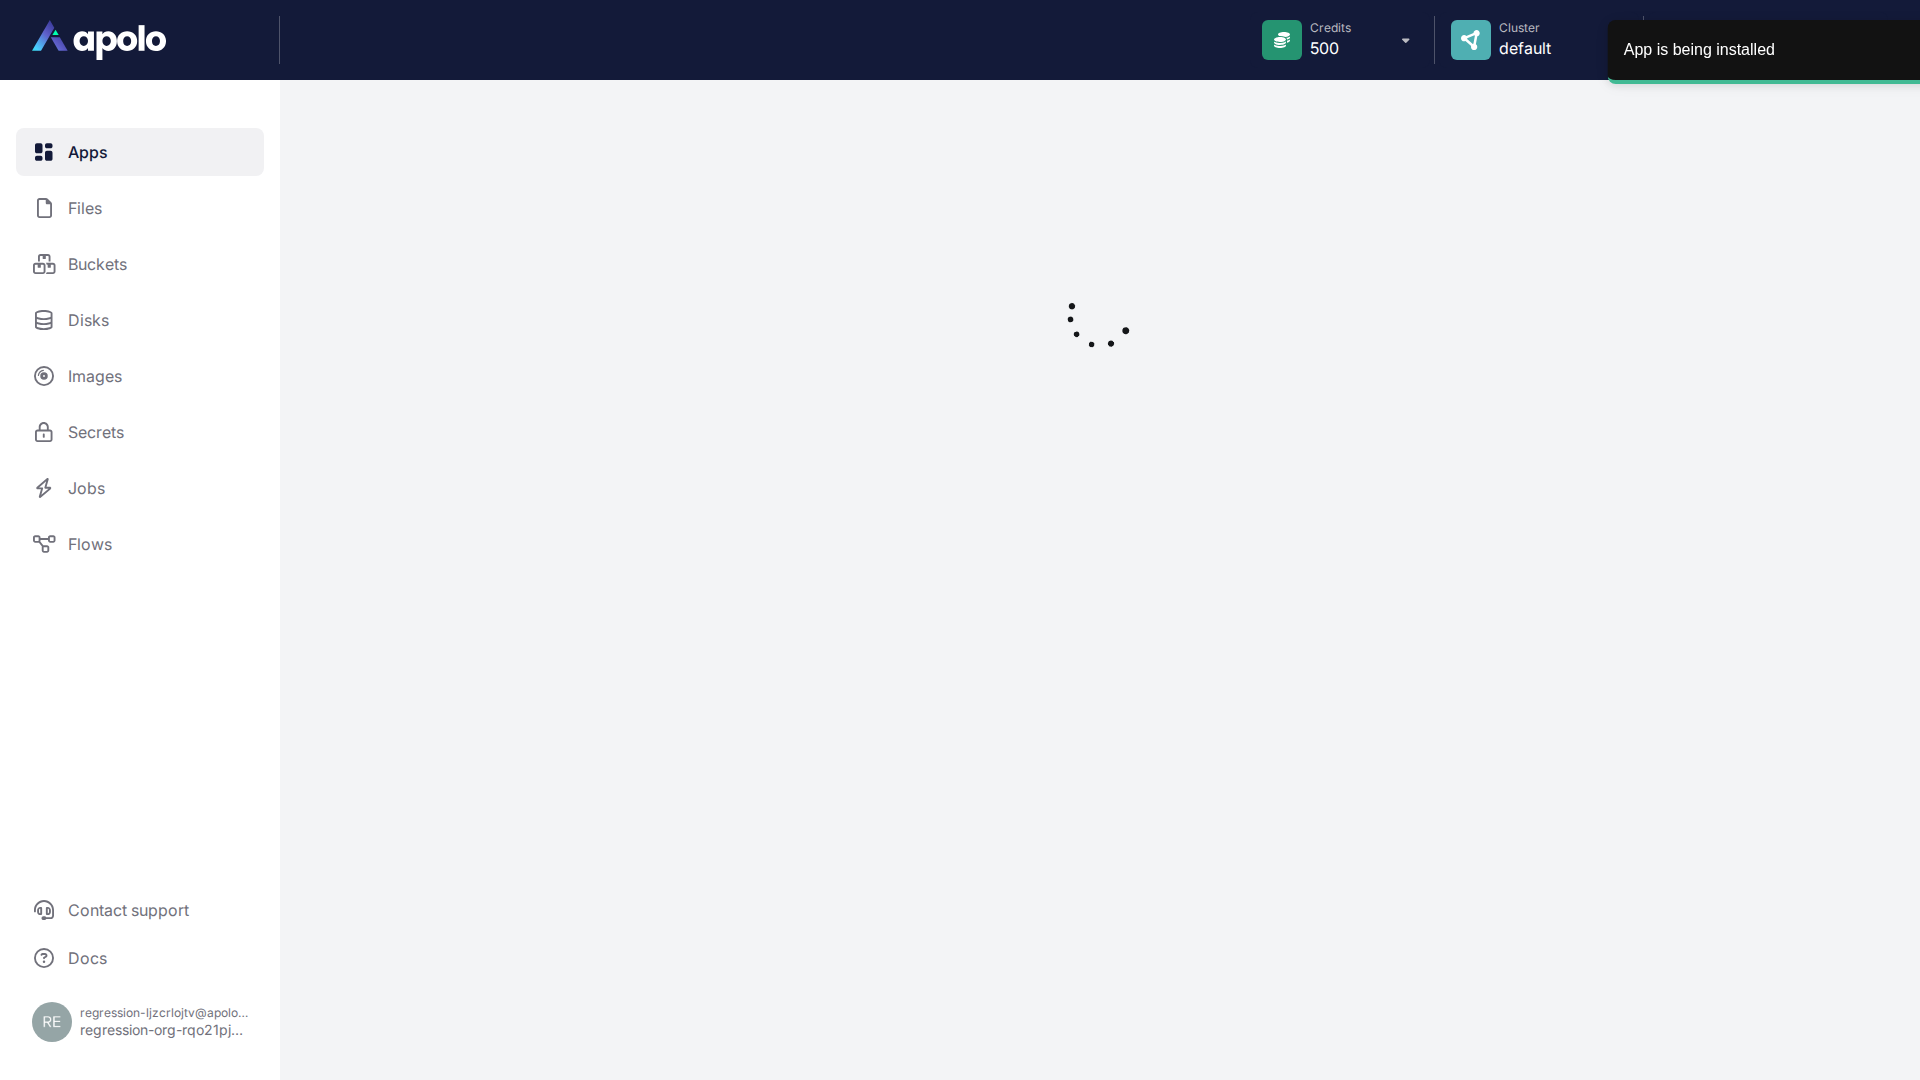 apolo
Credits
500
Cluster
default
App is being installed
Apps
Files
Buckets
Disks
Images
Secrets
Jobs
Flows
Contact support
Docs
RE
regression-ljzcrlojtv@apolo...
regression-org-rqo21pj...